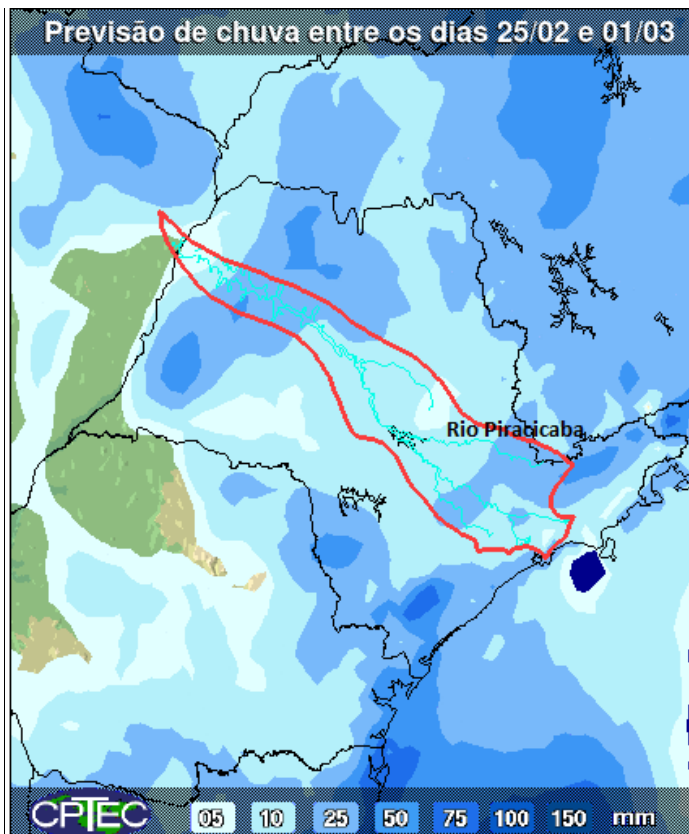 Previsão de chuva entre os dias 25/02 e 01/03
Rio Piracicaba
CPTEC 05 10 25 50 75 100 150 mm